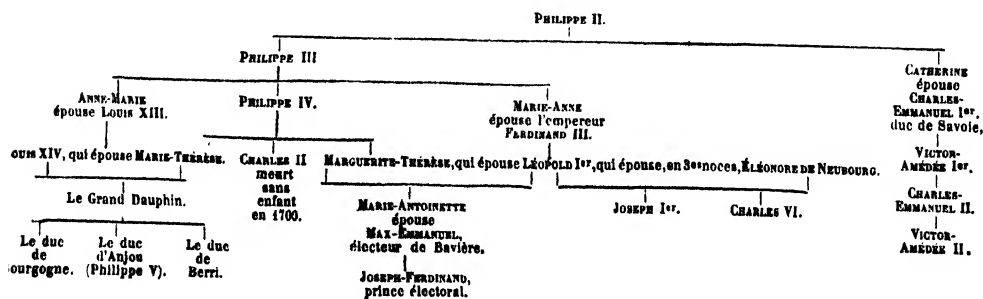 PHILIPPE II.
PHILIPPE III
CATHERINE
épouse
CHARLES-
EMMANUEL Ier,
duc de Savoie,
ANNE-MARIE
épouse LOUIS XIII.
PHILIPPE IV.
MARIE-ANNE
épouse l'empereur
FERDINAND III.
OUIS XIV, qui épouse MARIE-THÉRÈSE.
CHARLES II
meurt
sans
enfant
en 1700.
MARGUERITE-THÉRÈSE, qui épouse LÉOPOLD Ier, qui épouse, en 3es noces, ÉLÉONORE DE NEUBOURG.
VICTOR-
AMÉDÉE Ier.
Le Grand Dauphin.
MARIE-ANTOINETTE
épouse
MAX-EMMANUEL,
électeur de Bavière.
JOSEPH Ier.
CHARLES VI.
CHARLES-
EMMANUEL II.
Le duc
de
ourgogne.
Le duc
d'Anjou
(Philippe V).
Le duc
de
Berri.
VICTOR-
AMÉDÉE II.
JOSEPH-FERDINAND,
prince électoral.